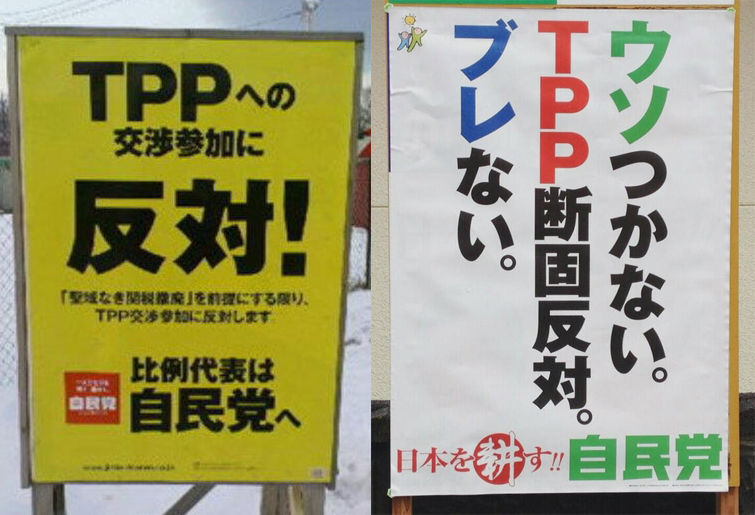 TPPへの
交渉参加に
反対!
「聖域なき関税撤廃」を前提にする限り、
TPP交渉参加に反対します
自民党
比例代表は
自民党へ
ウソつかない。
TPP断固反対。
ブレない。
日本を耕す!!
自民党